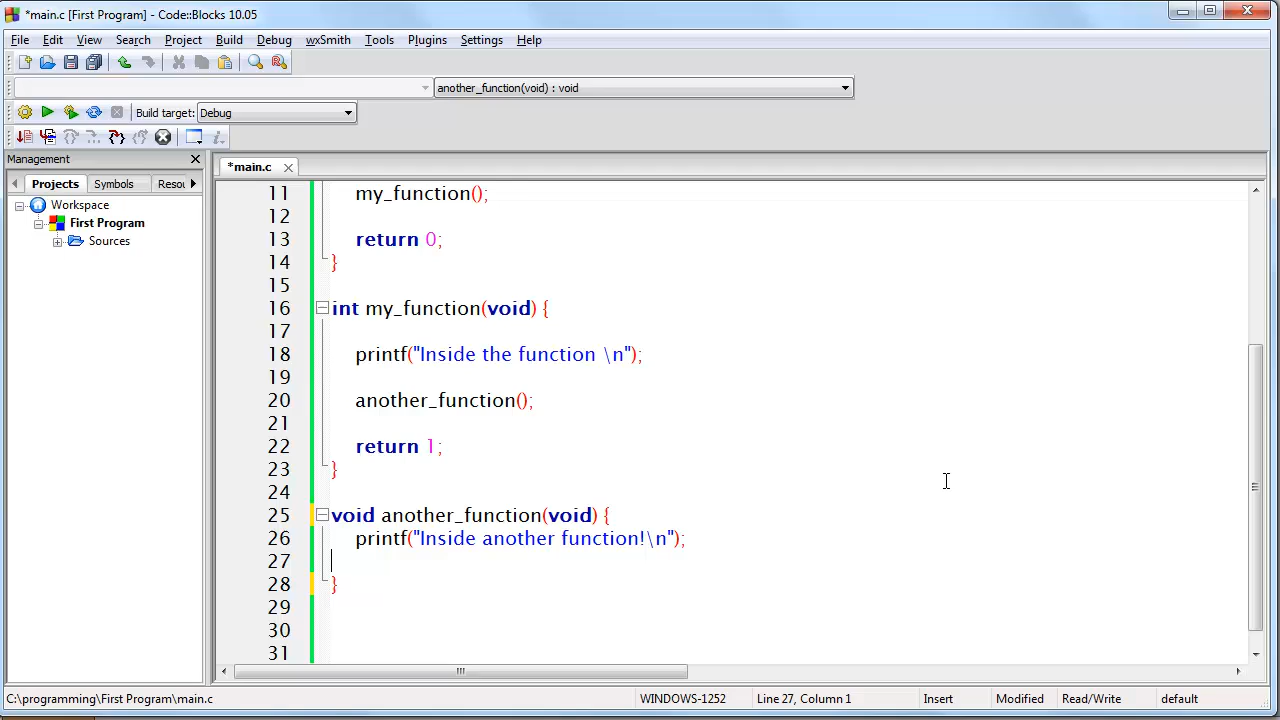 *main.c [First Program] - Code::Blocks 10.05
File Edit View Search Project Build Debug wxSmith Tools Plugins Settings Help
another_function(void) : void
Build target: Debug
Management
*main.c
Projects Symbols Resou
Workspace
First Program
Sources
11 my_function();
12
13 return 0;
14 }
15
16 int my_function(void) {
17
18 printf("Inside the function \n");
19
20 another_function();
21
22 return 1;
23 }
24
25 void another_function(void) {
26 printf("Inside another function!\n");
27
28 }
29
30
31
C:\programming\First Program\main.c WINDOWS-1252 Line 27, Column 1 Insert Modified Read/Write default